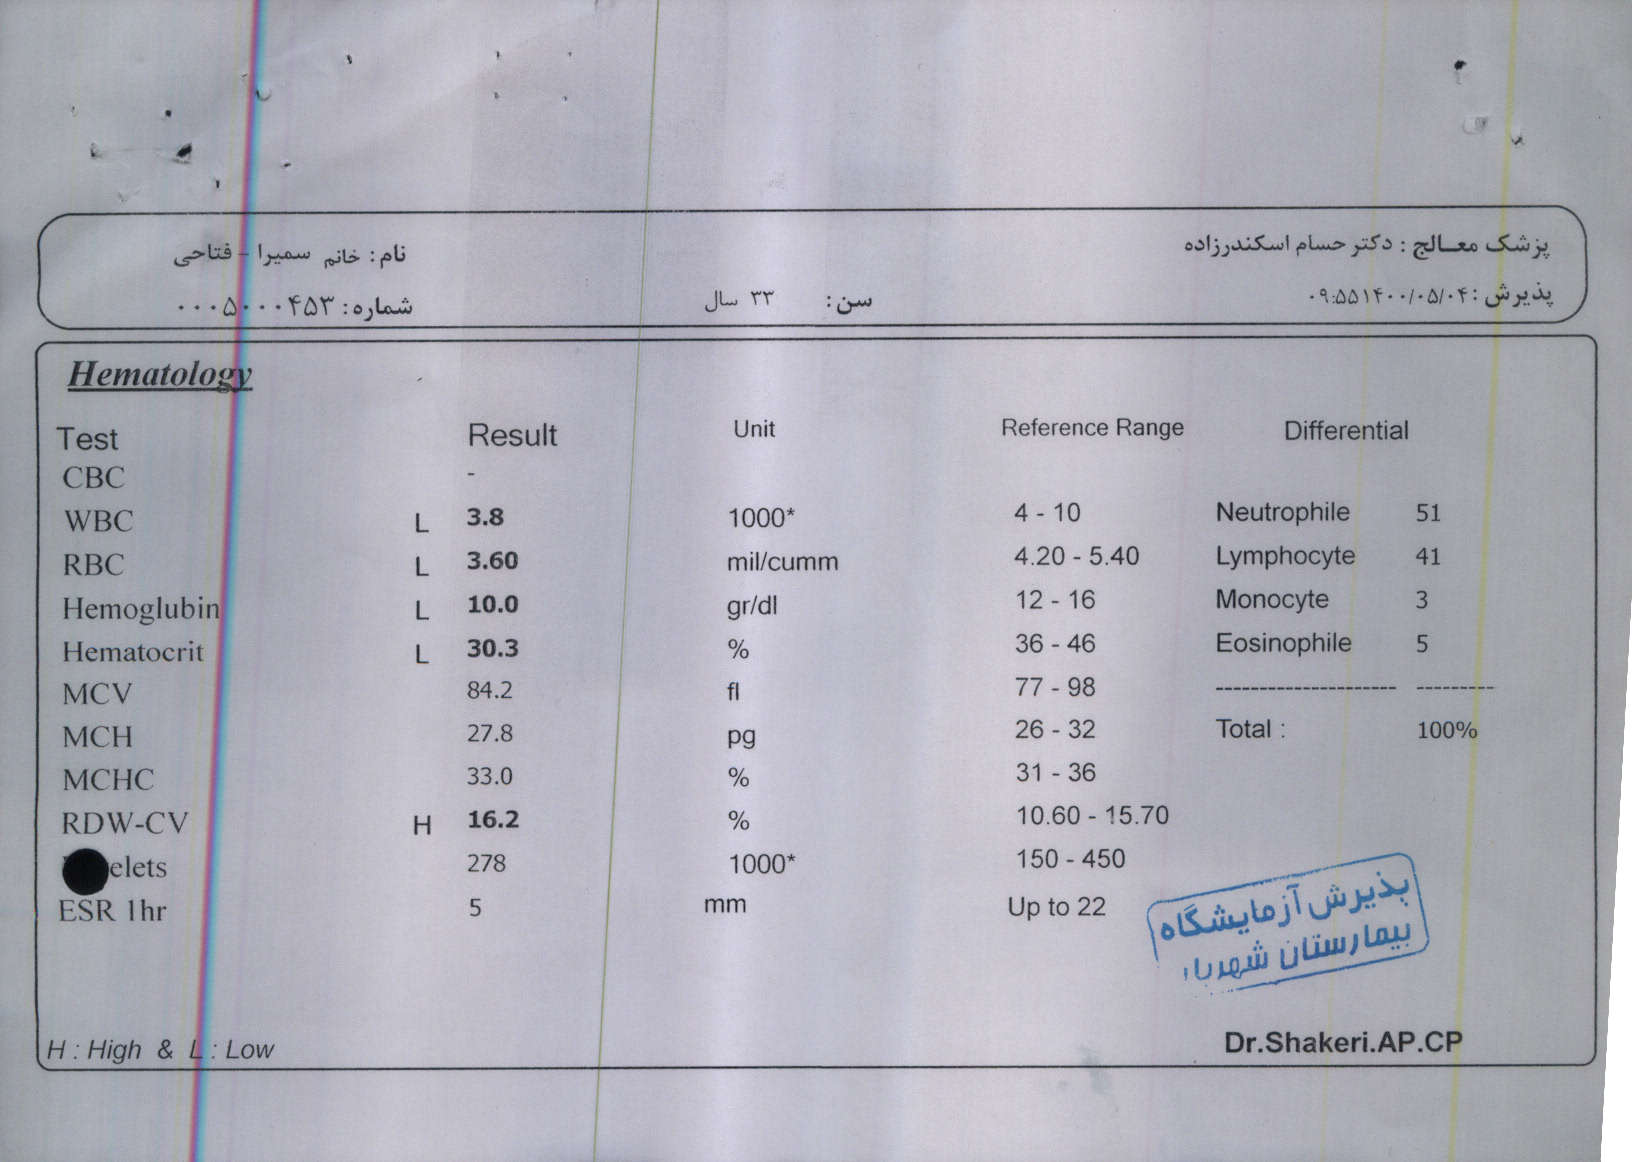 پزشک معالج : دکتر حسام اسکندرزاده
نام : خانم سمیرا - فتاحی
پذیرش : ۱۴۰۰/۰۵/۰۴ ۰۹:۵۵
سن : ۳۳ سال
شماره : ۰۰۰۵۰۰۰۴۵۳
Hematology
Test Result Unit Reference Range Differential
CBC -
WBC L 3.8 1000* 4 - 10 Neutrophile 51
RBC L 3.60 mil/cumm 4.20 - 5.40 Lymphocyte 41
Hemoglubin L 10.0 gr/dl 12 - 16 Monocyte 3
Hematocrit L 30.3 % 36 - 46 Eosinophile 5
MCV 84.2 fl 77 - 98 --------------------- ---------
MCH 27.8 pg 26 - 32 Total : 100%
MCHC 33.0 % 31 - 36
RDW-CV H 16.2 % 10.60 - 15.70
elets 278 1000* 150 - 450
ESR 1hr 5 mm Up to 22
پذیرش آزمایشگاه
بیمارستان شهریار
H : High & L : Low
Dr.Shakeri.AP.CP